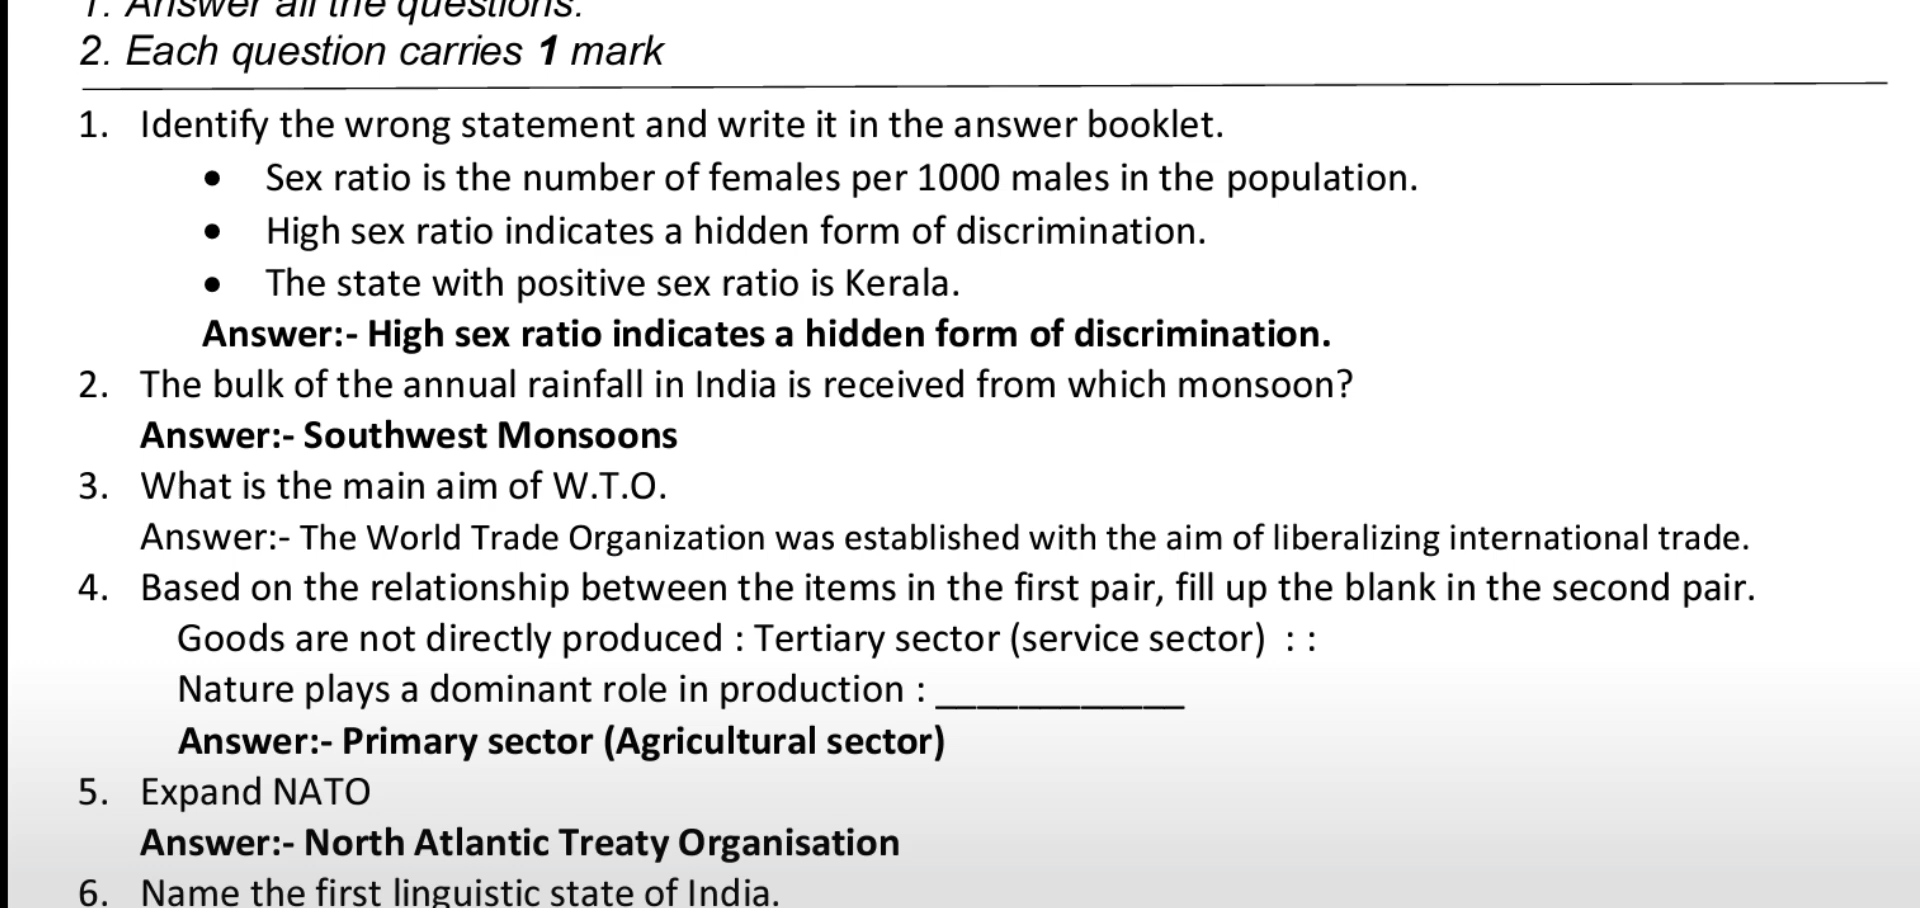 1. Answer all the questions.
2. Each question carries 1 mark
1. Identify the wrong statement and write it in the answer booklet.
• Sex ratio is the number of females per 1000 males in the population.
• High sex ratio indicates a hidden form of discrimination.
• The state with positive sex ratio is Kerala.
Answer:- High sex ratio indicates a hidden form of discrimination.
2. The bulk of the annual rainfall in India is received from which monsoon?
Answer:- Southwest Monsoons
3. What is the main aim of W.T.O.
Answer:- The World Trade Organization was established with the aim of liberalizing international trade.
4. Based on the relationship between the items in the first pair, fill up the blank in the second pair.
Goods are not directly produced : Tertiary sector (service sector) : :
Nature plays a dominant role in production : ____________
Answer:- Primary sector (Agricultural sector)
5. Expand NATO
Answer:- North Atlantic Treaty Organisation
6. Name the first linguistic state of India.